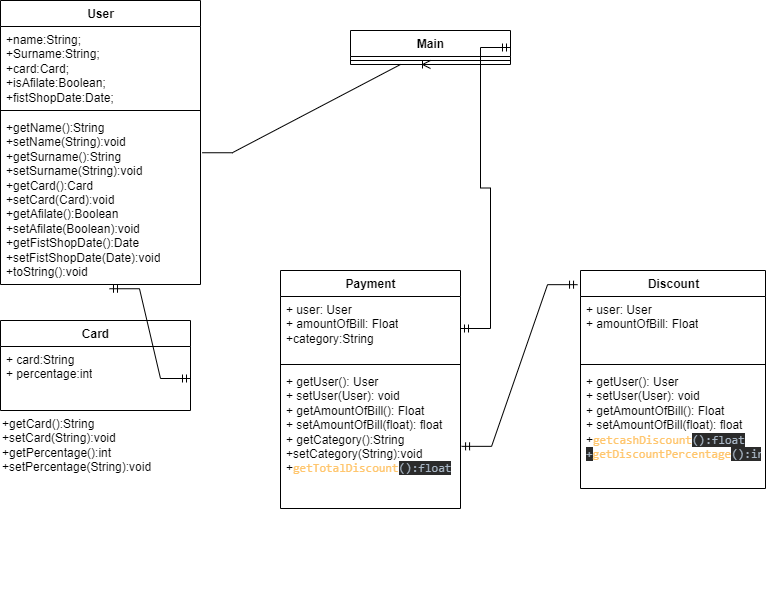 User
+name:String;
+Surname:String;
+card:Card;
+isAfilate:Boolean;
+fistShopDate:Date;
+getName():String
+setName(String):void
+getSurname():String
+setSurname(String):void
+getCard():Card
+setCard(Card):void
+getAfilate():Boolean
+setAfilate(Boolean):void
+getFistShopDate():Date
+setFistShopDate(Date):void
+toString():void
Main
Card
+ card:String
+ percentage:int
+getCard():String
+setCard(String):void
+getPercentage():int
+setPercentage(String):void
Payment
+ user: User
+ amountOfBill: Float
+category:String
+ getUser(): User
+ setUser(User): void
+ getAmountOfBill(): Float
+ setAmountOfBill(float): float
+ getCategory():String
+setCategory(String):void
+getTotalDiscount():float
Discount
+ user: User
+ amountOfBill: Float
+ getUser(): User
+ setUser(User): void
+ getAmountOfBill(): Float
+ setAmountOfBill(float): float
+getcashDiscount():float
+getDiscountPercentage():in